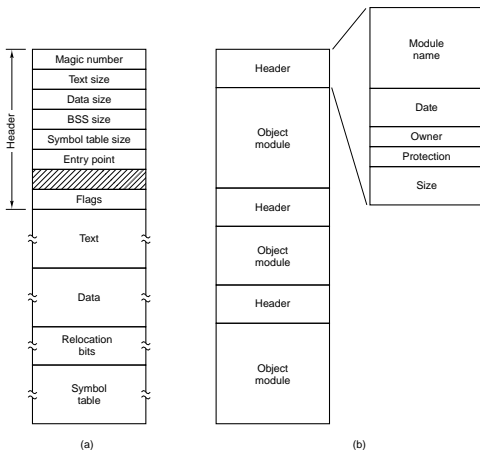 Header
Magic number
Text size
Data size
BSS size
Symbol table size
Entry point
Flags
Text
Data
Relocation
bits
Symbol
table
(a)
Header
Object
module
Header
Object
module
Header
Object
module
(b)
Module
name
Date
Owner
Protection
Size